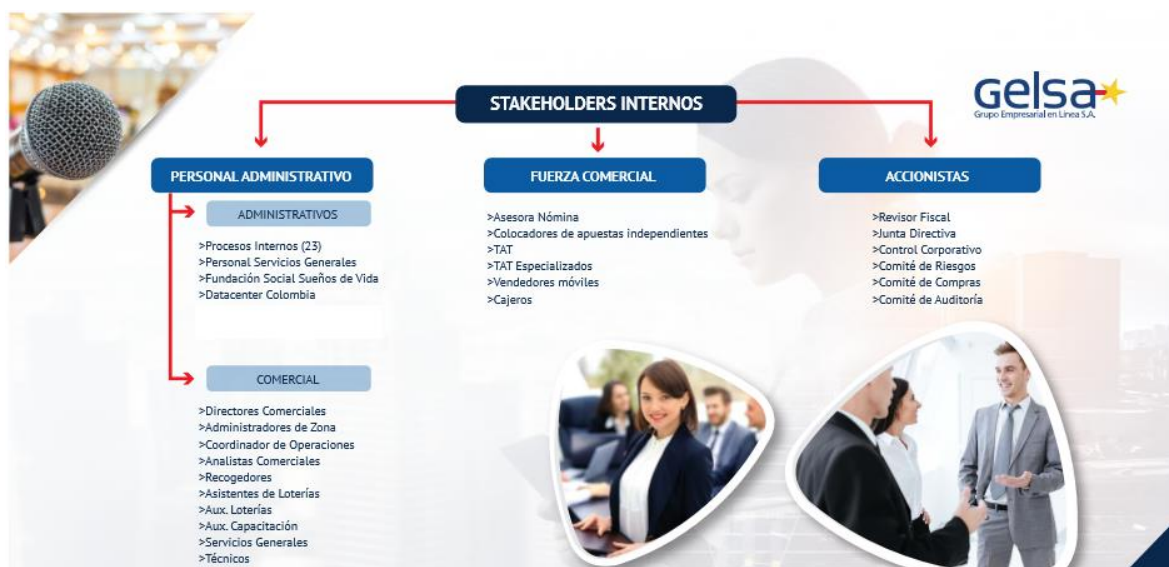 STAKEHOLDERS INTERNOS
Gelsa
Grupo Empresarial en Línea S.A.
PERSONAL ADMINISTRATIVO
ADMINISTRATIVOS
>Procesos Internos (23)
>Personal Servicios Generales
>Fundación Social Sueños de Vida
>Datacenter Colombia
COMERCIAL
>Directores Comerciales
>Administradores de Zona
>Coordinador de Operaciones
>Analistas Comerciales
>Recogedores
>Asistentes de Loterías
>Aux. Loterías
>Aux. Capacitación
>Servicios Generales
>Técnicos
FUERZA COMERCIAL
>Asesora Nómina
>Colocadores de apuestas independientes
>TAT
>TAT Especializados
>Vendedores móviles
>Cajeros
ACCIONISTAS
>Revisor Fiscal
>Junta Directiva
>Control Corporativo
>Comité de Riesgos
>Comité de Compras
>Comité de Auditoría